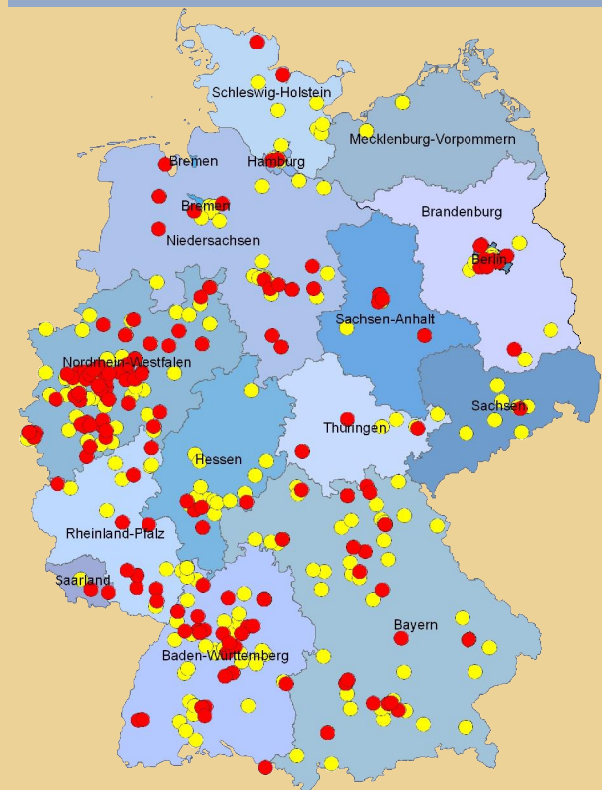 Schleswig-Holstein
Mecklenburg-Vorpommern
Bremen
Hamburg
Bremen
Brandenburg
Niedersachsen
Berlin
Sachsen-Anhalt
Nordrhein-Westfalen
Sachsen
Thüringen
Hessen
Rheinland-Pfalz
Saarland
Bayern
Baden-Württemberg